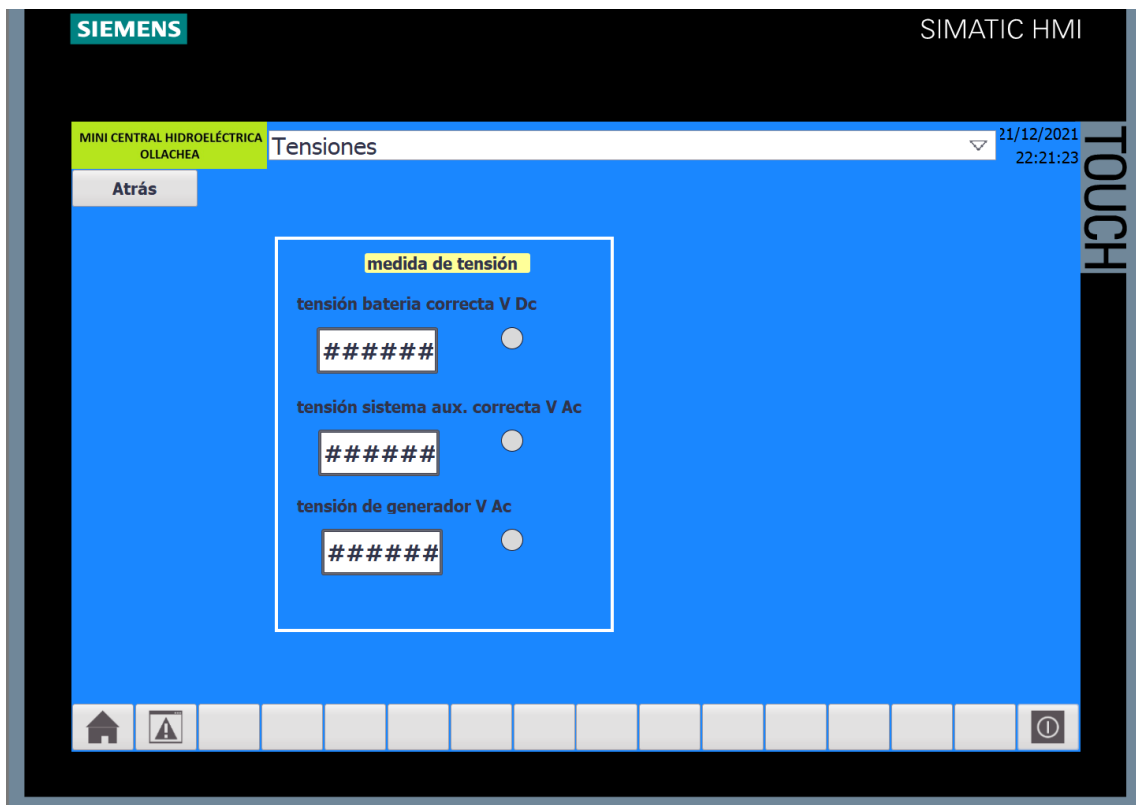 SIEMENS
SIMATIC HMI
MINI CENTRAL HIDROELÉCTRICA
OLLACHEA
Tensiones
21/12/2021
22:21:23
TOUCH
Atrás
medida de tensión
tensión bateria correcta V Dc
######
tensión sistema aux. correcta V Ac
######
tensión de generador V Ac
######